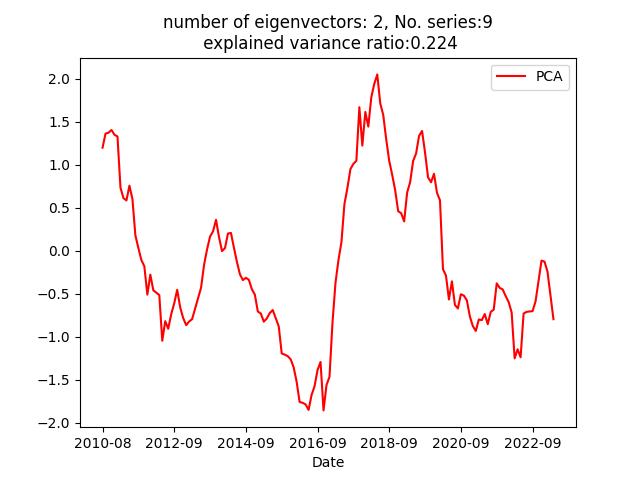 number of eigenvectors: 2, No. series:9
explained variance ratio:0.224
PCA
2.0
1.5
1.0
0.5
0.0
−0.5
−1.0
−1.5
−2.0
2010-08 2012-09 2014-09 2016-09 2018-09 2020-09 2022-09
Date